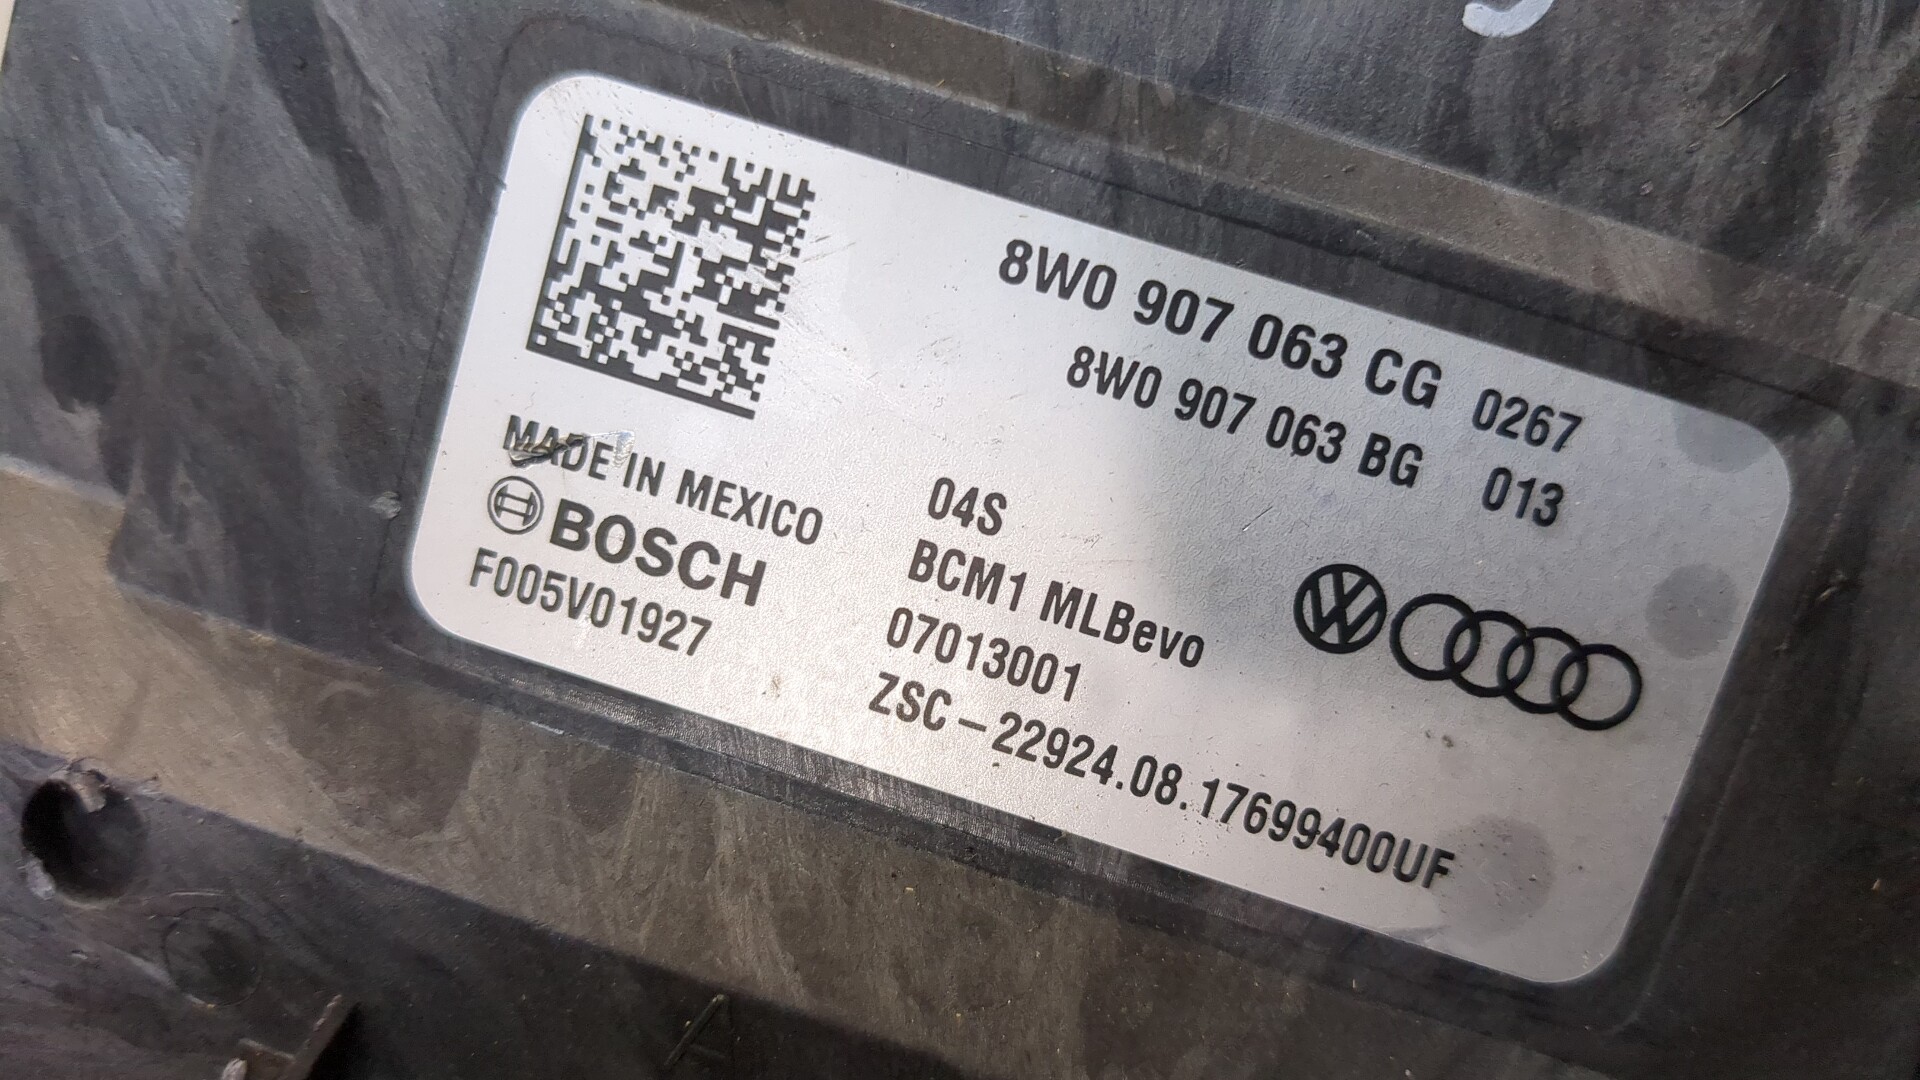 8W0 907 063 CG 0267
8W0 907 063 BG 013
MADE IN MEXICO
BOSCH
F005V01927
04S
BCM1 MLBevo
07013001
ZSC-22924.08.17699400UF